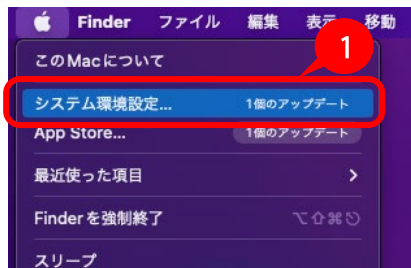 Finder ファイル 編集 表示 移動
1
このMacについて
システム環境設定... 1個のアップデート
App Store... 1個のアップデート
最近使った項目 >
Finderを強制終了 ⌥⇧⌘⎋
スリープ